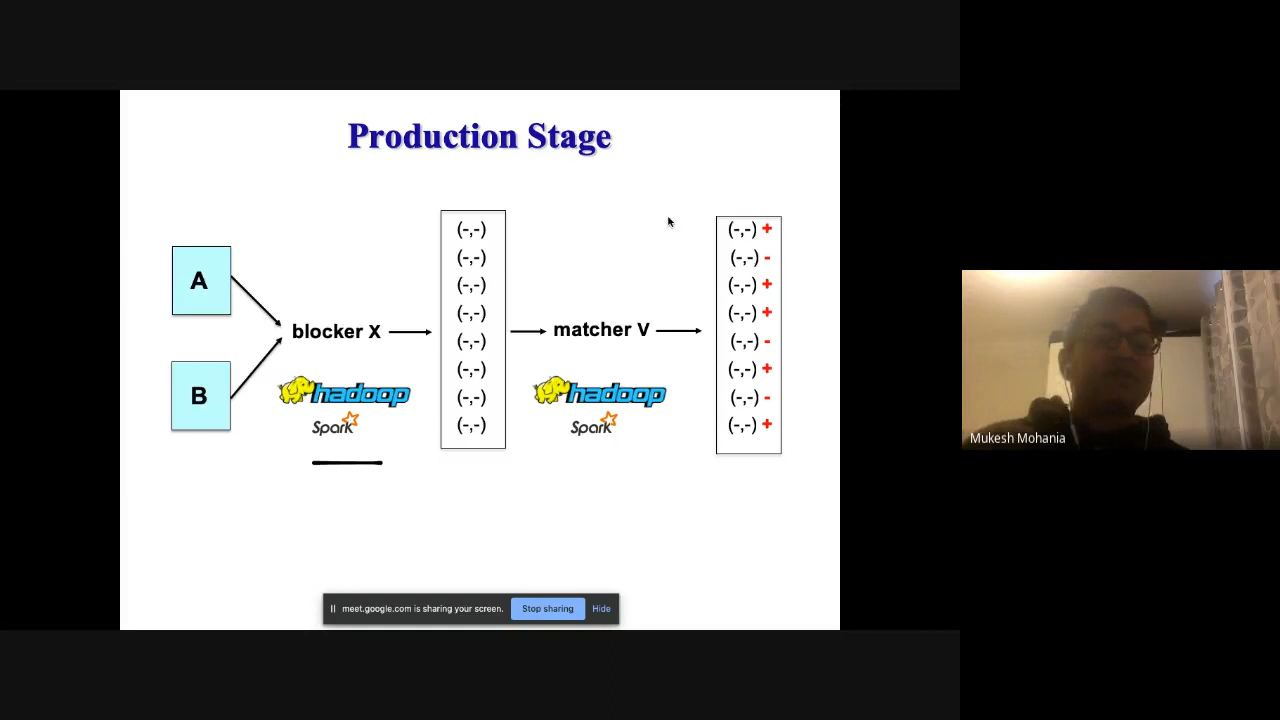 Production Stage
A
B
blocker X
hadoop
Spark
(-,-)
(-,-)
(-,-)
(-,-)
(-,-)
(-,-)
(-,-)
(-,-)
matcher V
hadoop
Spark
(-,-) +
(-,-) -
(-,-) +
(-,-) +
(-,-) -
(-,-) +
(-,-) -
(-,-) +
meet.google.com is sharing your screen. Stop sharing Hide
Mukesh Mohania